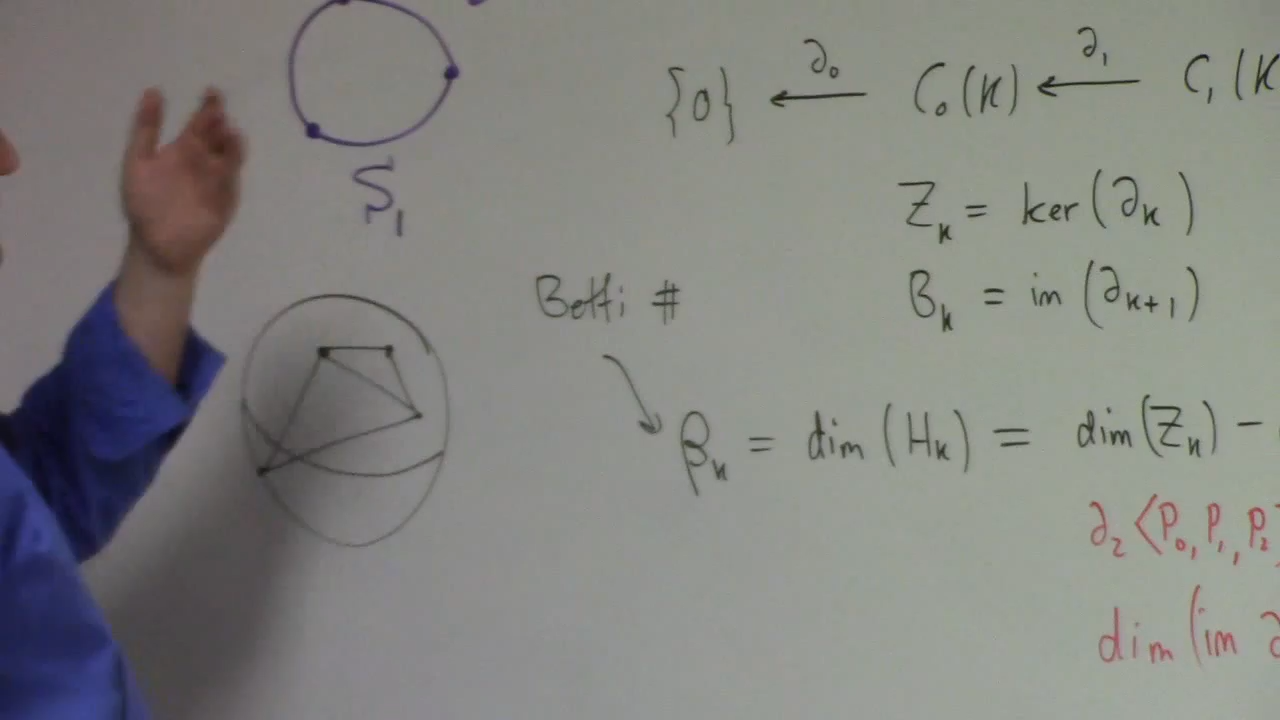 {0} ←∂₀ C₀(K) ←∂₁ C₁(K
S₁
Zₖ = ker(∂ₖ)
Betti #
Bₖ = im(∂ₖ₊₁)
βₖ = dim(Hₖ) = dim(Zₖ) -
∂₂⟨P₀, P₁, P₂
dim(im ∂